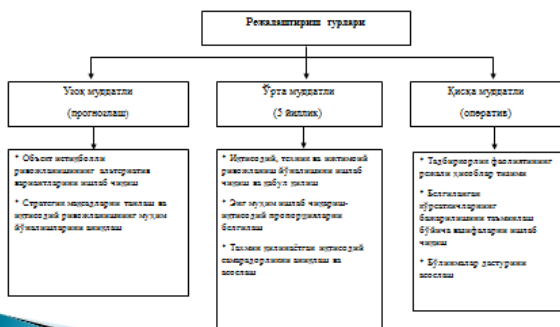 Режалаштириш турлари
Узоқ муддатли
(прогнозлаш)
Ўрта муддатли
(5 йиллик)
Қисқа муддатли
(оператив)
* Объект истиқболли
ривожланишининг альтернатив
вариантларини ишлаб чиқиш
* Стратегик мақсадларни танлаш ва
иқтисодий ривожланишнинг муҳим
йўналишларини аниқлаш
* Иқтисодий, техник ва ижтимоий
ривожланиш йўналишини ишлаб
чиқиш ва қабул қилиш
* Энг муҳим ишлаб чиқариш-
иқтисодий пропорцияларни
белгилаш
* Тахмин қилинаётган иқтисодий
самарадорликни аниқлаш ва
асослаш
* Тадбиркорлик фаолиятининг
режали ҳисоблар тизими
* Белгиланган
кўрсаткичларнинг
бажарилишини таъминлаш
бўйича вазифаларни ишлаб
чиқиш
* Бўлинмалар дастурини
асослаш